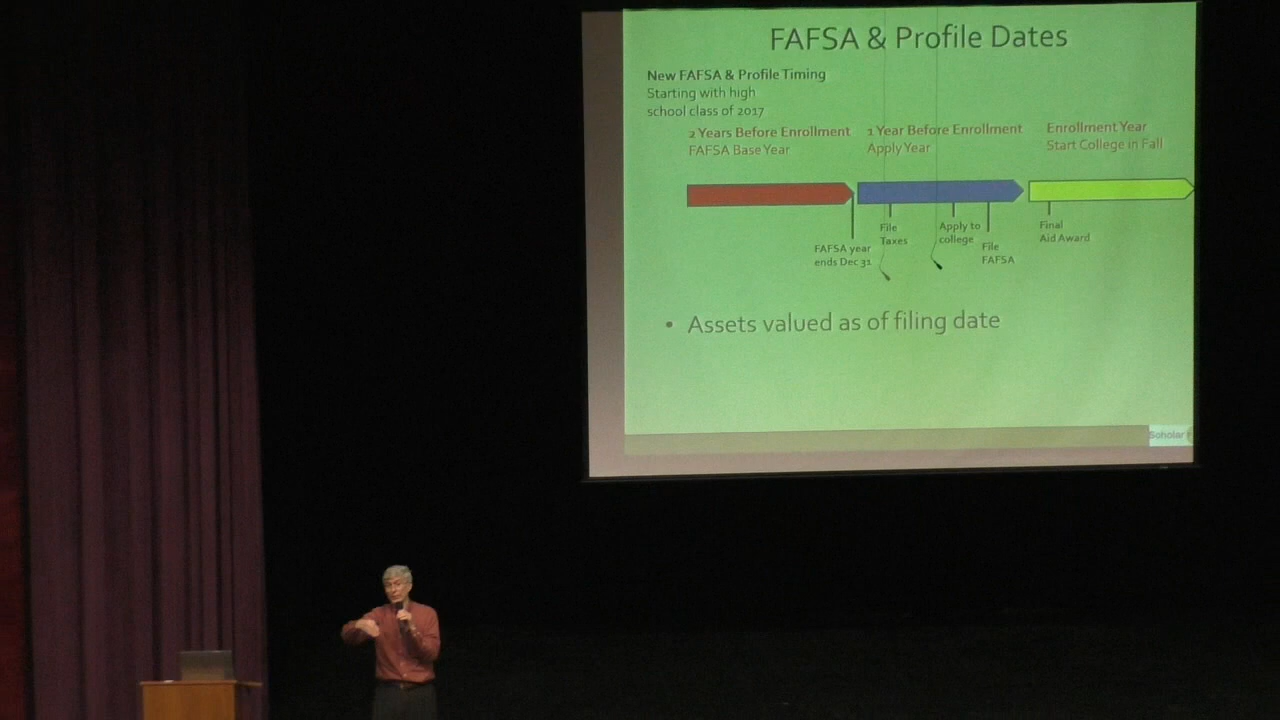 FAFSA & Profile Dates
New FAFSA & Profile Timing
Starting with high
school class of 2017
2 Years Before Enrollment
FAFSA Base Year
1 Year Before Enrollment
Apply Year
Enrollment Year
Start College in Fall
FAFSA year
ends Dec 31
File
Taxes
Apply to
college
File
FAFSA
Final
Aid Award
• Assets valued as of filing date
Scholar